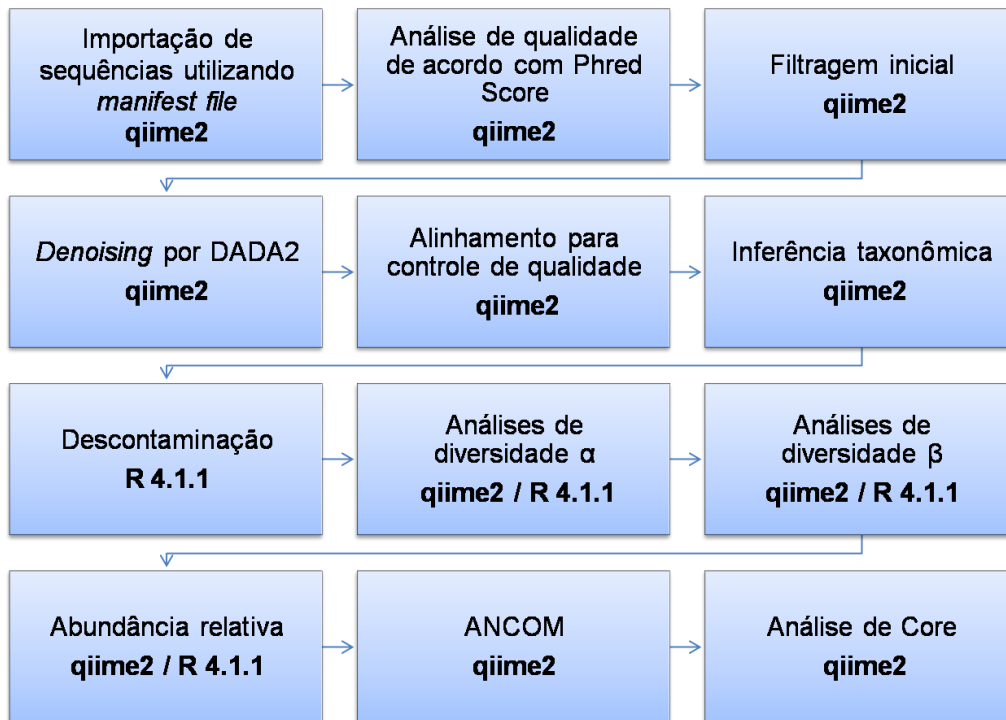 Importação de
sequências utilizando
manifest file
qiime2
Análise de qualidade
de acordo com Phred
Score
qiime2
Filtragem inicial
qiime2
Denoising por DADA2
qiime2
Alinhamento para
controle de qualidade
qiime2
Inferência taxonômica
qiime2
Descontaminação
R 4.1.1
Análises de
diversidade α
qiime2 / R 4.1.1
Análises de
diversidade β
qiime2 / R 4.1.1
Abundância relativa
qiime2 / R 4.1.1
ANCOM
qiime2
Análise de Core
qiime2